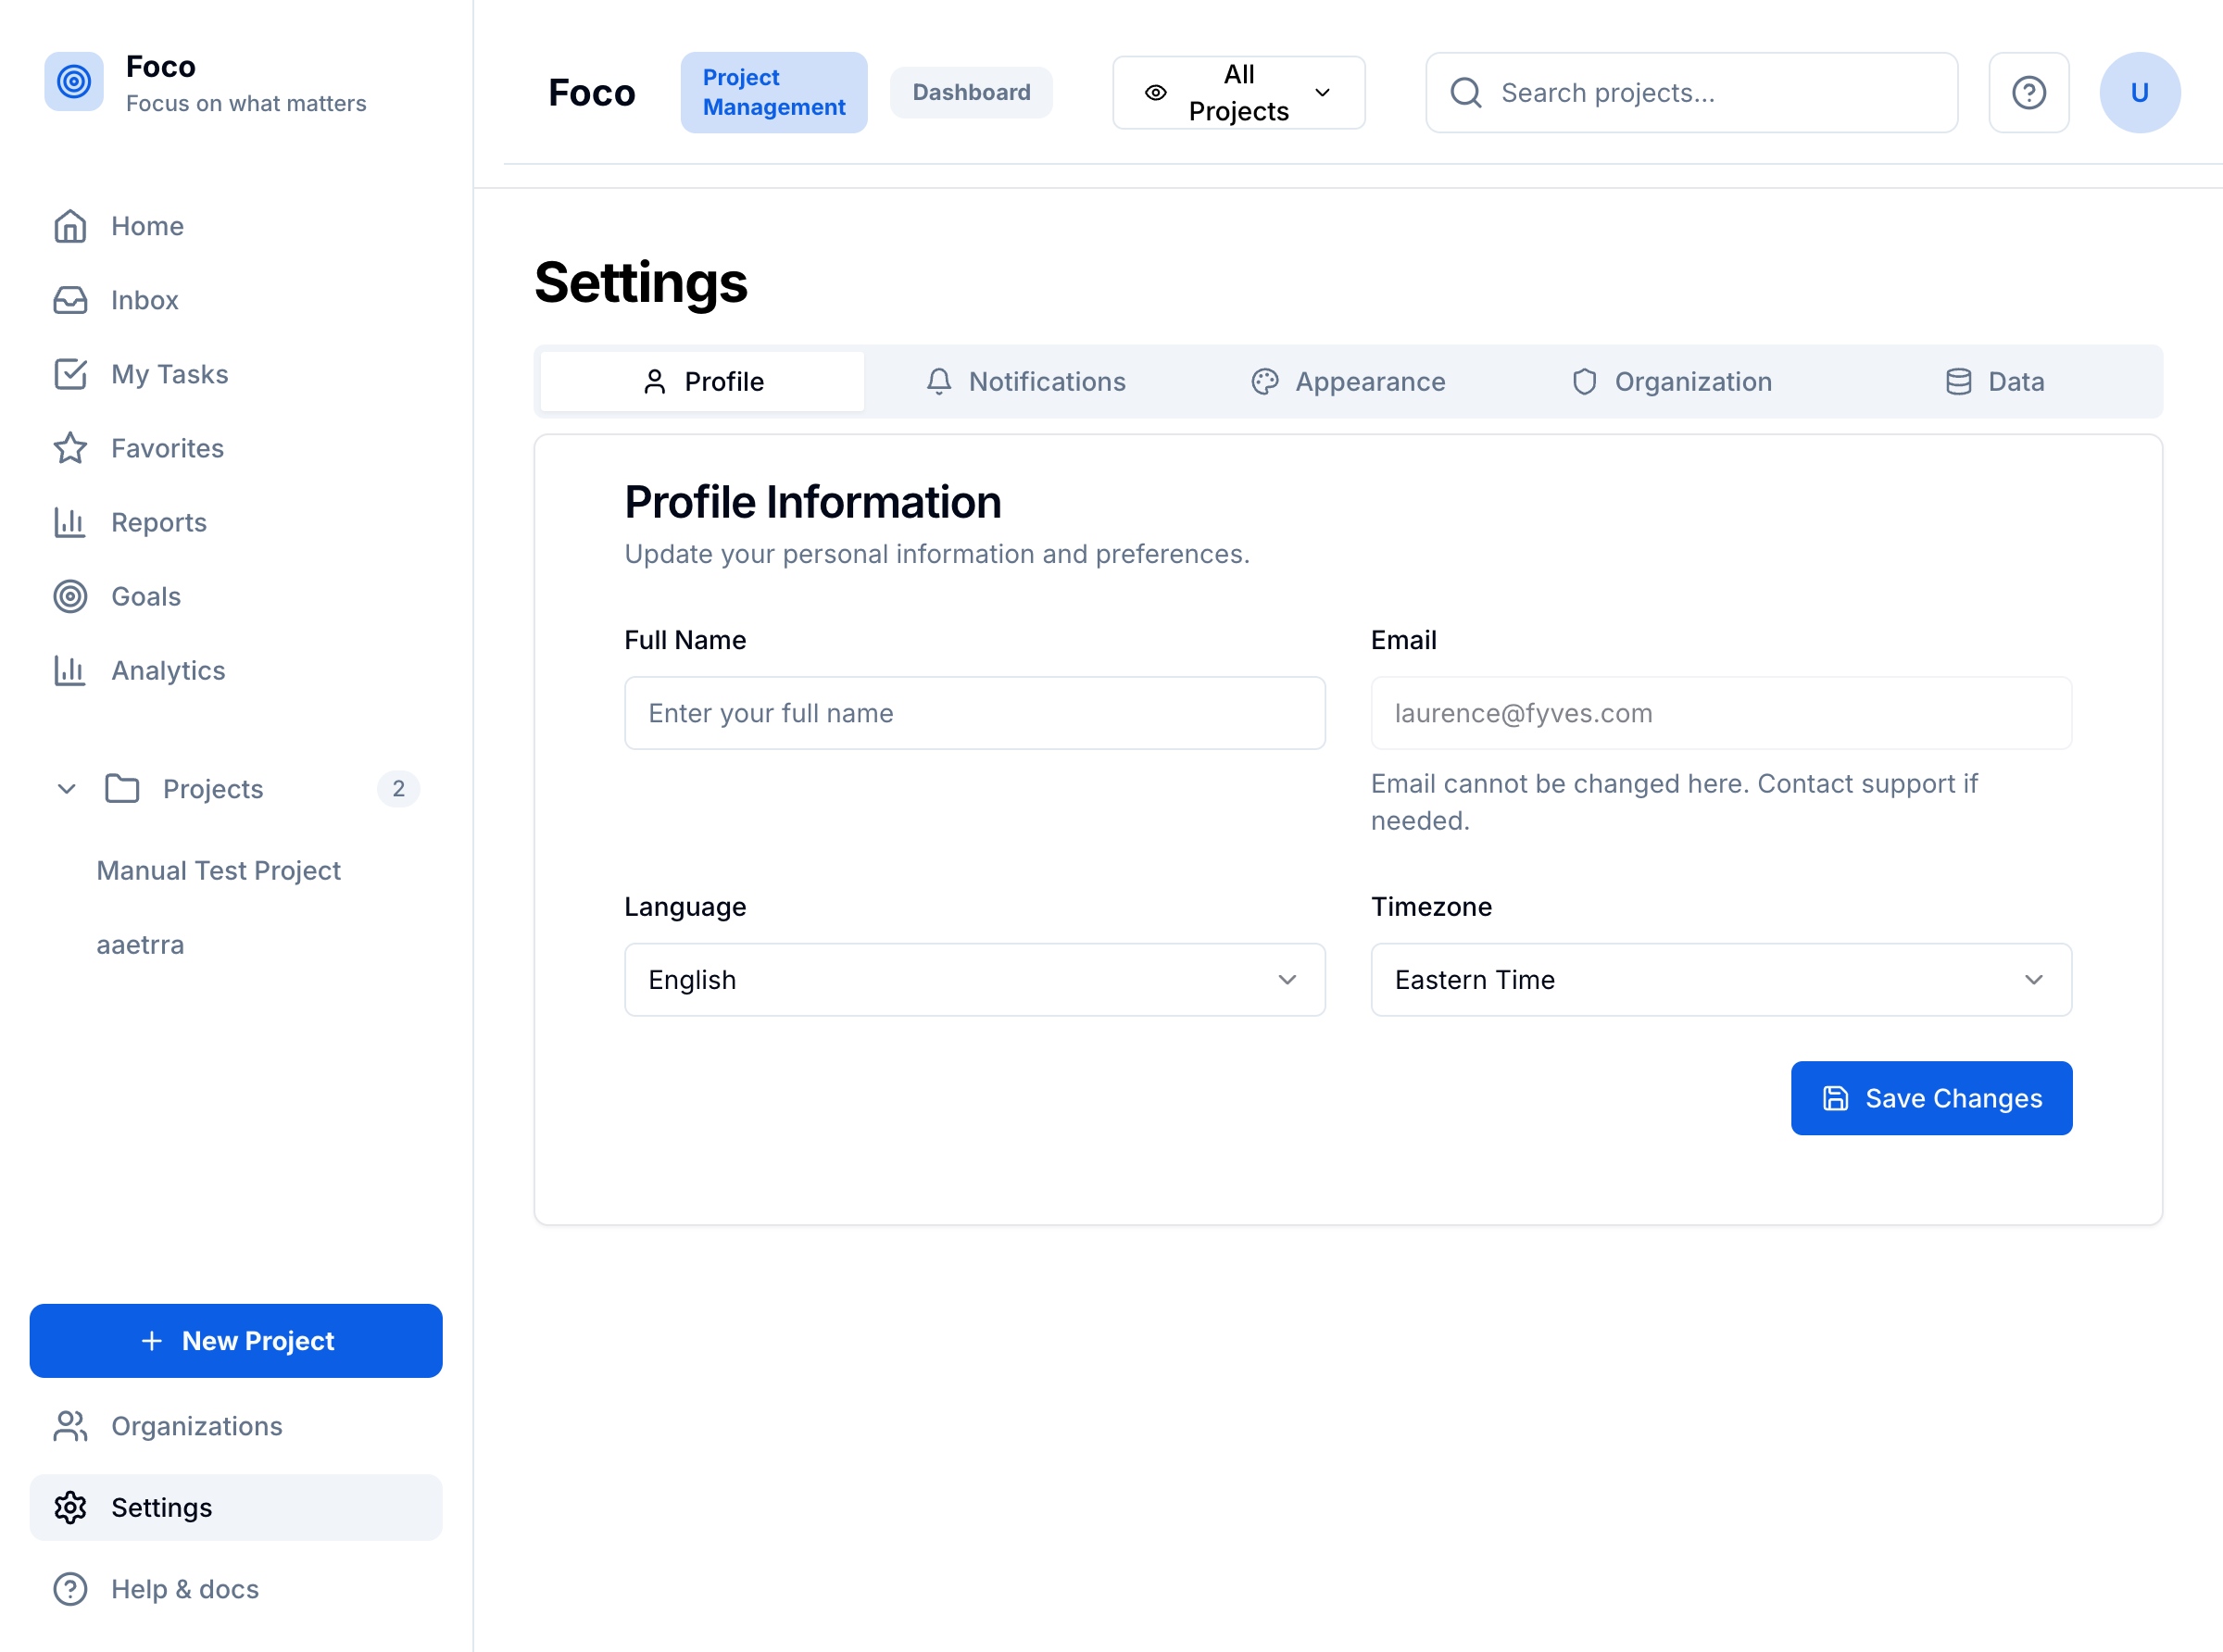 Foco
Focus on what matters
Home
Inbox
My Tasks
Favorites
Reports
Goals
Analytics
Projects 2
Manual Test Project
aaetrra
New Project
Organizations
Settings
Help & docs
Foco
Project
Management
Dashboard
All
Projects
Search projects...
U
Settings
Profile
Notifications
Appearance
Organization
Data
Profile Information
Update your personal information and preferences.
Full Name
Enter your full name
Email
laurence@fyves.com
Email cannot be changed here. Contact support if
needed.
Language
English
Timezone
Eastern Time
Save Changes